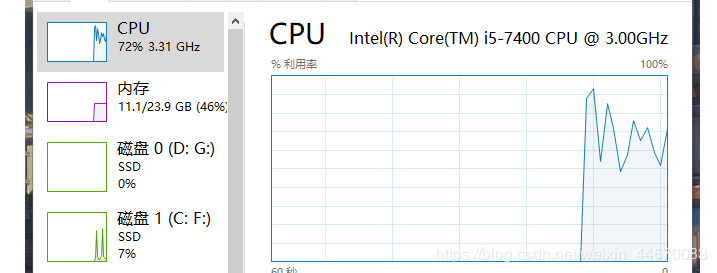 CPU
72% 3.31 GHz
内存
11.1/23.9 GB (46%)
磁盘 0 (D: G:)
SSD
0%
磁盘 1 (C: F:)
SSD
7%
CPU Intel(R) Core(TM) i5-7400 CPU @ 3.00GHz
% 利用率 100%
60 秒 0
https://blog.csdn.net/weixin_44570083